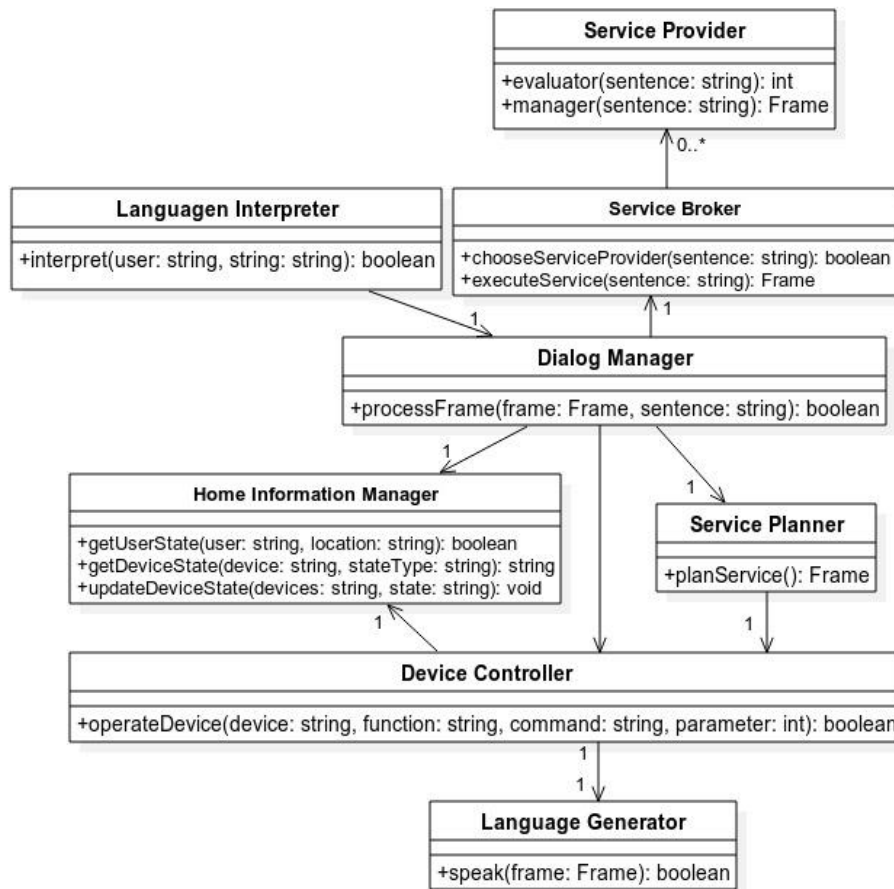 Service Provider
+evaluator(sentence: string): int
+manager(sentence: string): Frame
0..*
Languagen Interpreter
+interpret(user: string, string: string): boolean
Service Broker
+chooseServiceProvider(sentence: string): boolean
+executeService(sentence: string): Frame
1
1
Dialog Manager
+processFrame(frame: Frame, sentence: string): boolean
1
1
Home Information Manager
+getUserState(user: string, location: string): boolean
+getDeviceState(device: string, stateType: string): string
+updateDeviceState(devices: string, state: string): void
Service Planner
+planService(): Frame
1
1
Device Controller
+operateDevice(device: string, function: string, command: string, parameter: int): boolean
1
1
Language Generator
+speak(frame: Frame): boolean